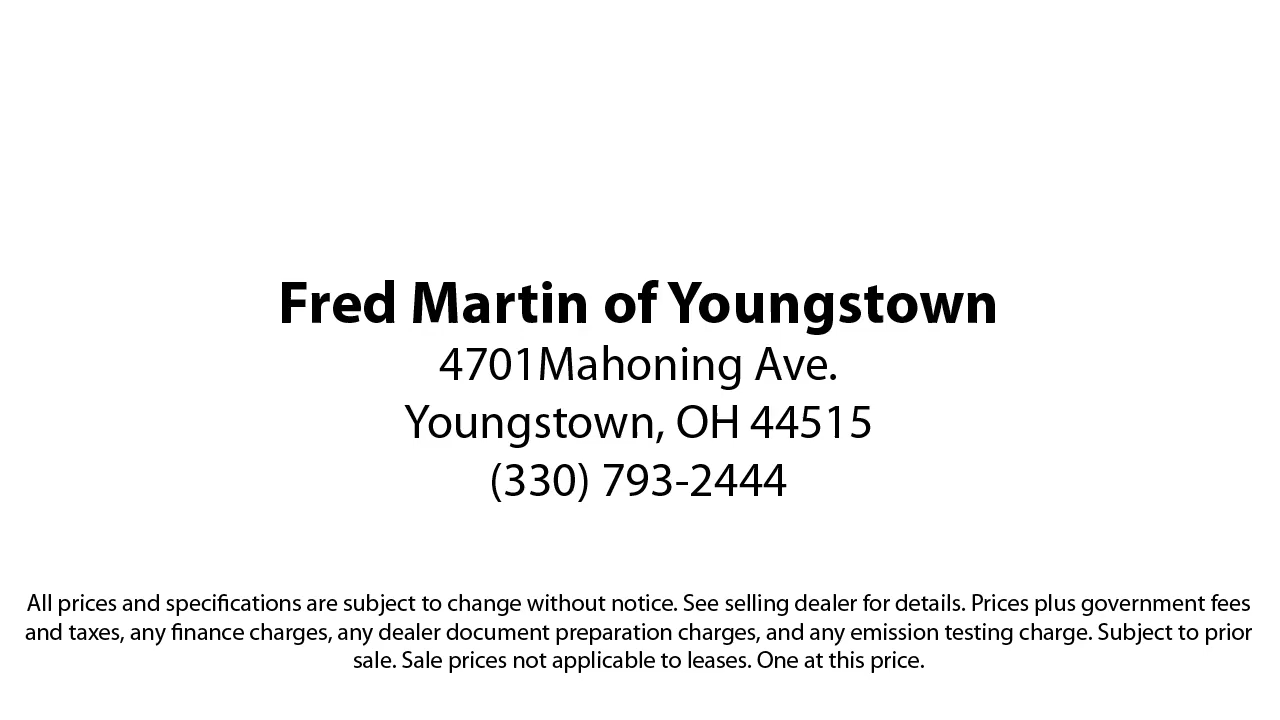 Fred Martin of Youngstown
4701Mahoning Ave.
Youngstown, OH 44515
(330) 793-2444
All prices and specifications are subject to change without notice. See selling dealer for details. Prices plus government fees
and taxes, any finance charges, any dealer document preparation charges, and any emission testing charge. Subject to prior
sale. Sale prices not applicable to leases. One at this price.